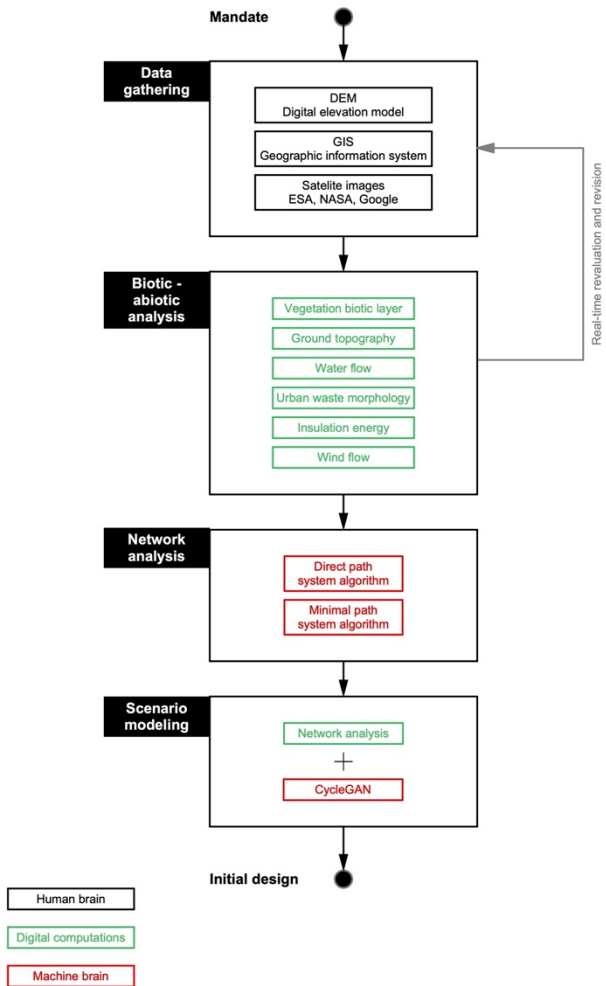 Mandate
Data
gathering
DEM
Digital elevation model
GIS
Geographic information system
Satelite images
ESA, NASA, Google
Real-time revaluation and revision
Biotic -
abiotic
analysis
Vegetation biotic layer
Ground topography
Water flow
Urban waste morphology
Insulation energy
Wind flow
Network
analysis
Direct path
system algorithm
Minimal path
system algorithm
Scenario
modeling
Network analysis
+
CycleGAN
Initial design
Human brain
Digital computations
Machine brain